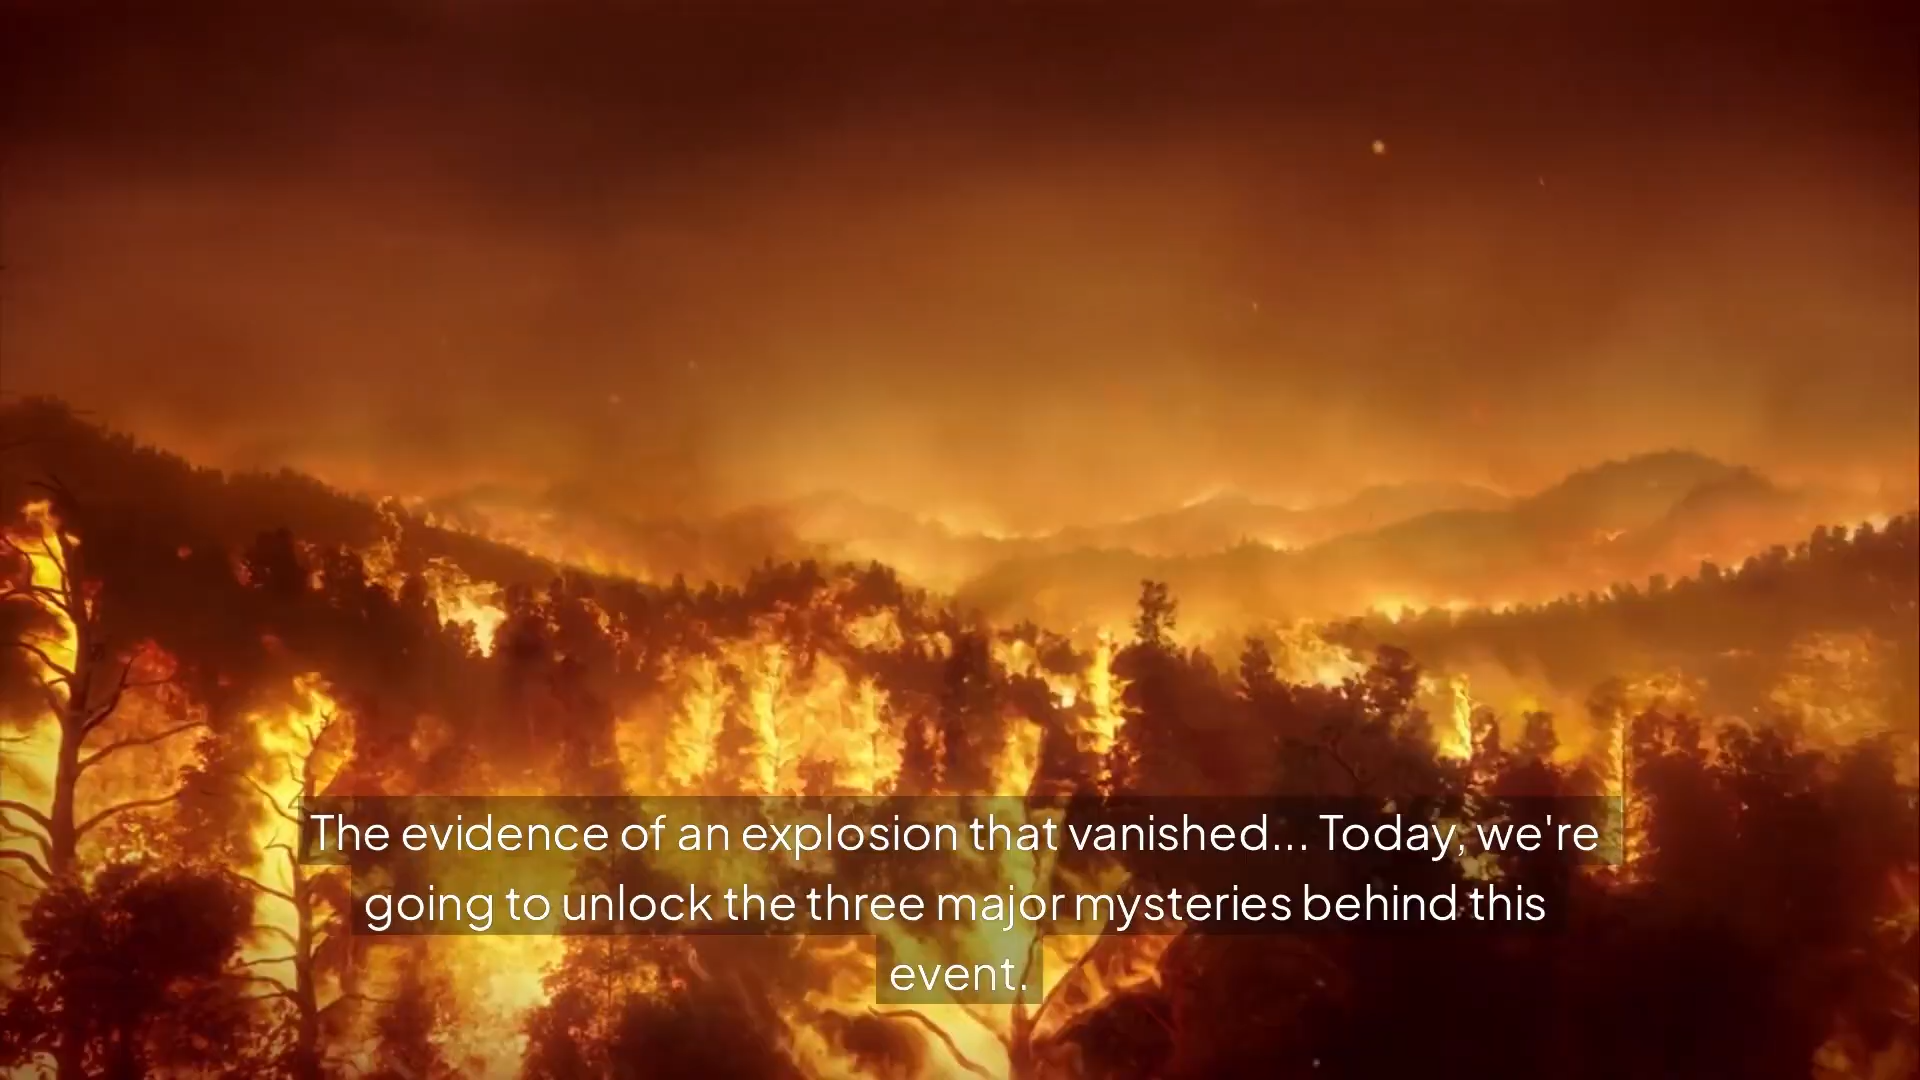 The evidence of an explosion that vanished... Today, we're
going to unlock the three major mysteries behind this
event.